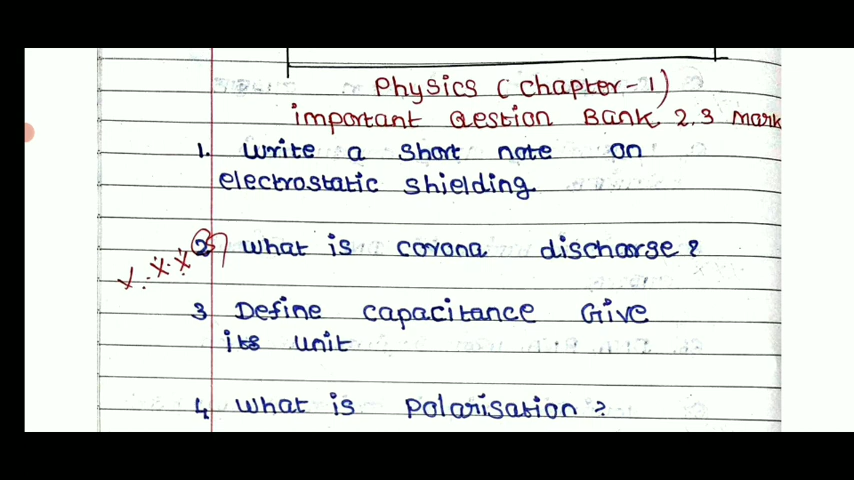 Physics (chapter-1)
important Qestion Bank 2,3 Mark
1. Write a short note on
electrostatic shielding
2 What is corona discharge?
3 Define capacitance Give
its unit
4 What is Polarisation?